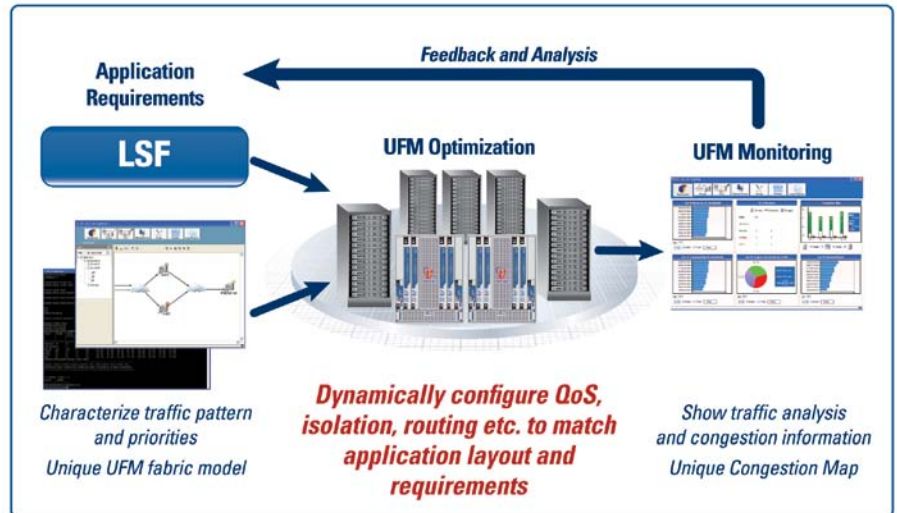 Feedback and Analysis
Application
Requirements
LSF
UFM Optimization
UFM Monitoring
Characterize traffic pattern
and priorities
Unique UFM fabric model
Dynamically configure QoS,
isolation, routing etc. to match
application layout and
requirements
Show traffic analysis
and congestion information
Unique Congestion Map